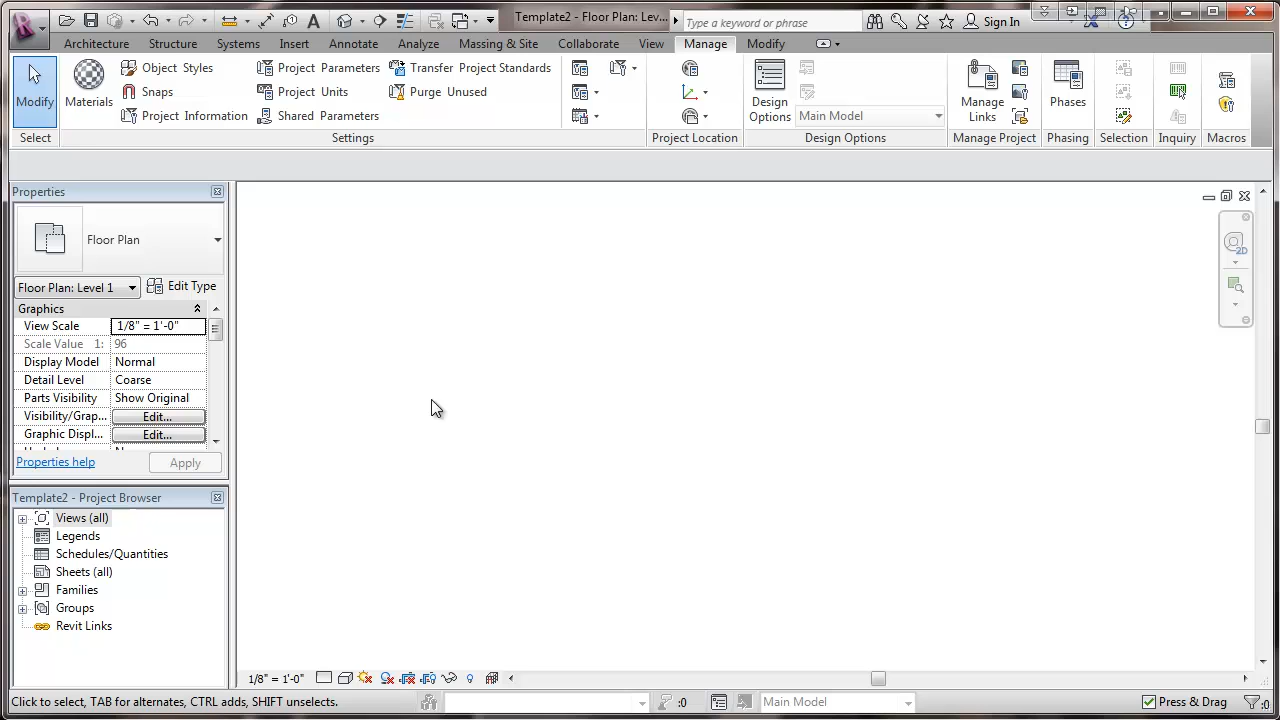 Template2 - Floor Plan: Lev...
Type a keyword or phrase
Sign In
Architecture
Structure
Systems
Insert
Annotate
Analyze
Massing & Site
Collaborate
View
Manage
Modify
Modify
Materials
Object Styles
Snaps
Project Information
Project Parameters
Project Units
Shared Parameters
Transfer Project Standards
Purge Unused
Design
Options
Main Model
Manage
Links
Phases
Select
Settings
Project Location
Design Options
Manage Project
Phasing
Selection
Inquiry
Macros
Properties
Floor Plan
Floor Plan: Level 1
Edit Type
Graphics
View Scale 1/8" = 1'-0"
Scale Value 1: 96
Display Model Normal
Detail Level Coarse
Parts Visibility Show Original
Visibility/Grap... Edit...
Graphic Displ... Edit...
Properties help
Apply
Template2 - Project Browser
Views (all)
Legends
Schedules/Quantities
Sheets (all)
Families
Groups
Revit Links
2D
1/8" = 1'-0"
Click to select, TAB for alternates, CTRL adds, SHIFT unselects.
:0
Main Model
Press & Drag
:0